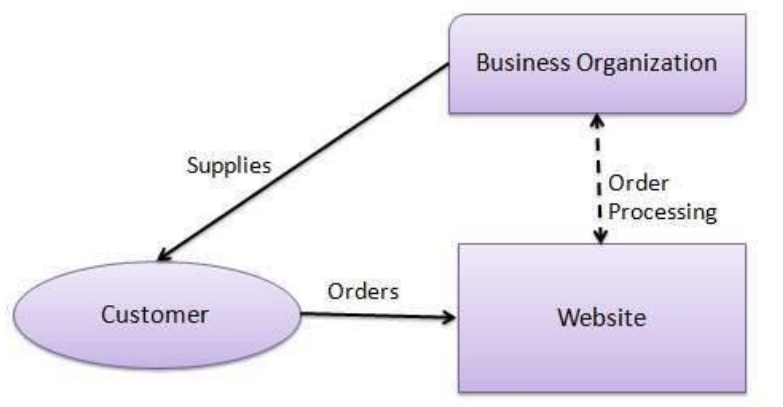 Business Organization
Supplies
Order
Processing
Customer
Orders
Website